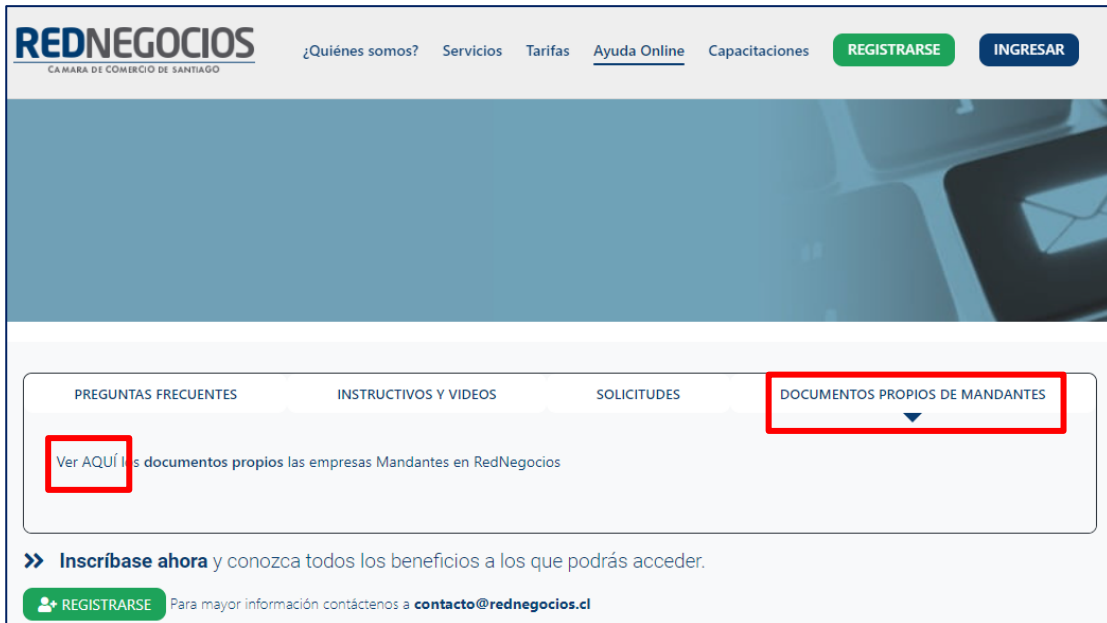 REDNEGOCIOS
CAMARA DE COMERCIO DE SANTIAGO
¿Quiénes somos? Servicios Tarifas Ayuda Online Capacitaciones REGISTRARSE INGRESAR
PREGUNTAS FRECUENTES INSTRUCTIVOS Y VIDEOS SOLICITUDES DOCUMENTOS PROPIOS DE MANDANTES
Ver AQUÍ los documentos propios las empresas Mandantes en RedNegocios
Inscríbase ahora y conozca todos los beneficios a los que podrás acceder.
REGISTRARSE Para mayor información contáctenos a contacto@rednegocios.cl